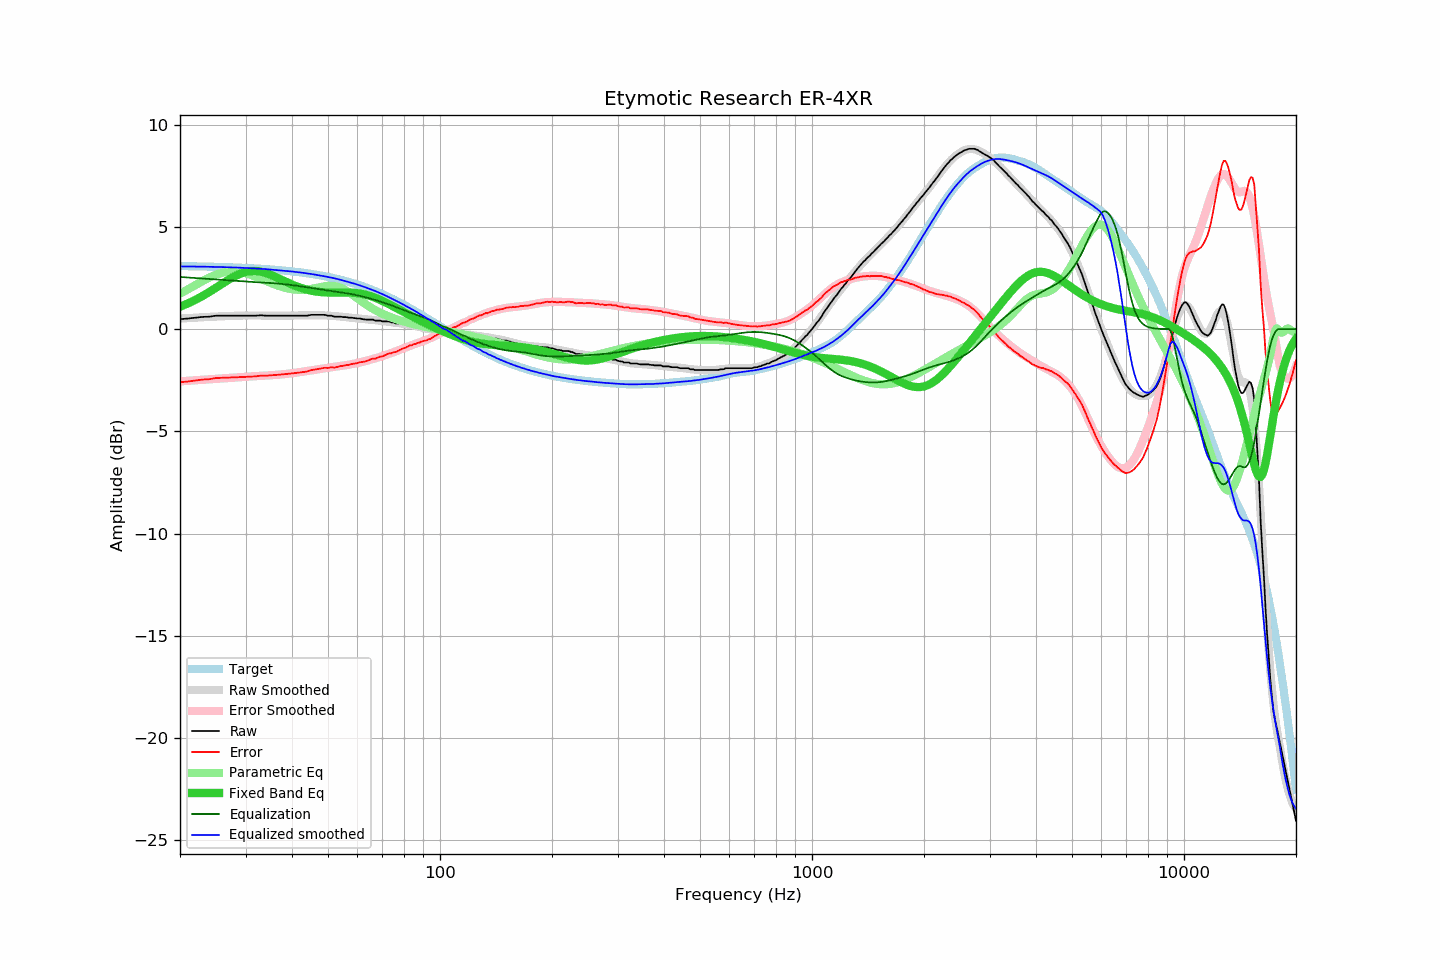 Etymotic Research ER-4XR
10
5
0
−5
−10
−15
−20
−25
Amplitude (dBr)
Target
Raw Smoothed
Error Smoothed
Raw
Error
Parametric Eq
Fixed Band Eq
Equalization
Equalized smoothed
100
1000
10000
Frequency (Hz)